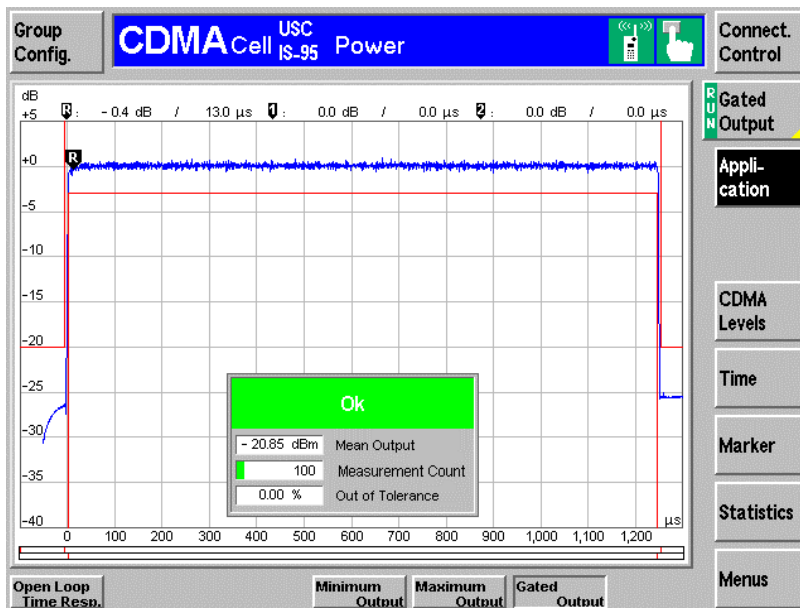 Group
Config.
CDMA Cell USC IS-95 Power
Connect.
Control
RUN
Gated
Output
Appli-
cation
CDMA
Levels
Time
Marker
Statistics
Menus
dB
R : - 0.4 dB / 13.0 µs 1 : 0.0 dB / 0.0 µs 2 : 0.0 dB / 0.0 µs
+5
+0
R
-5
-10
-15
-20
-25
-30
-35
-40
µs
0 100 200 300 400 500 600 700 800 900 1,000 1,100 1,200
Ok
- 20.85 dBm Mean Output
100 Measurement Count
0.00 % Out of Tolerance
Open Loop
Time Resp.
Minimum
Output
Maximum
Output
Gated
Output